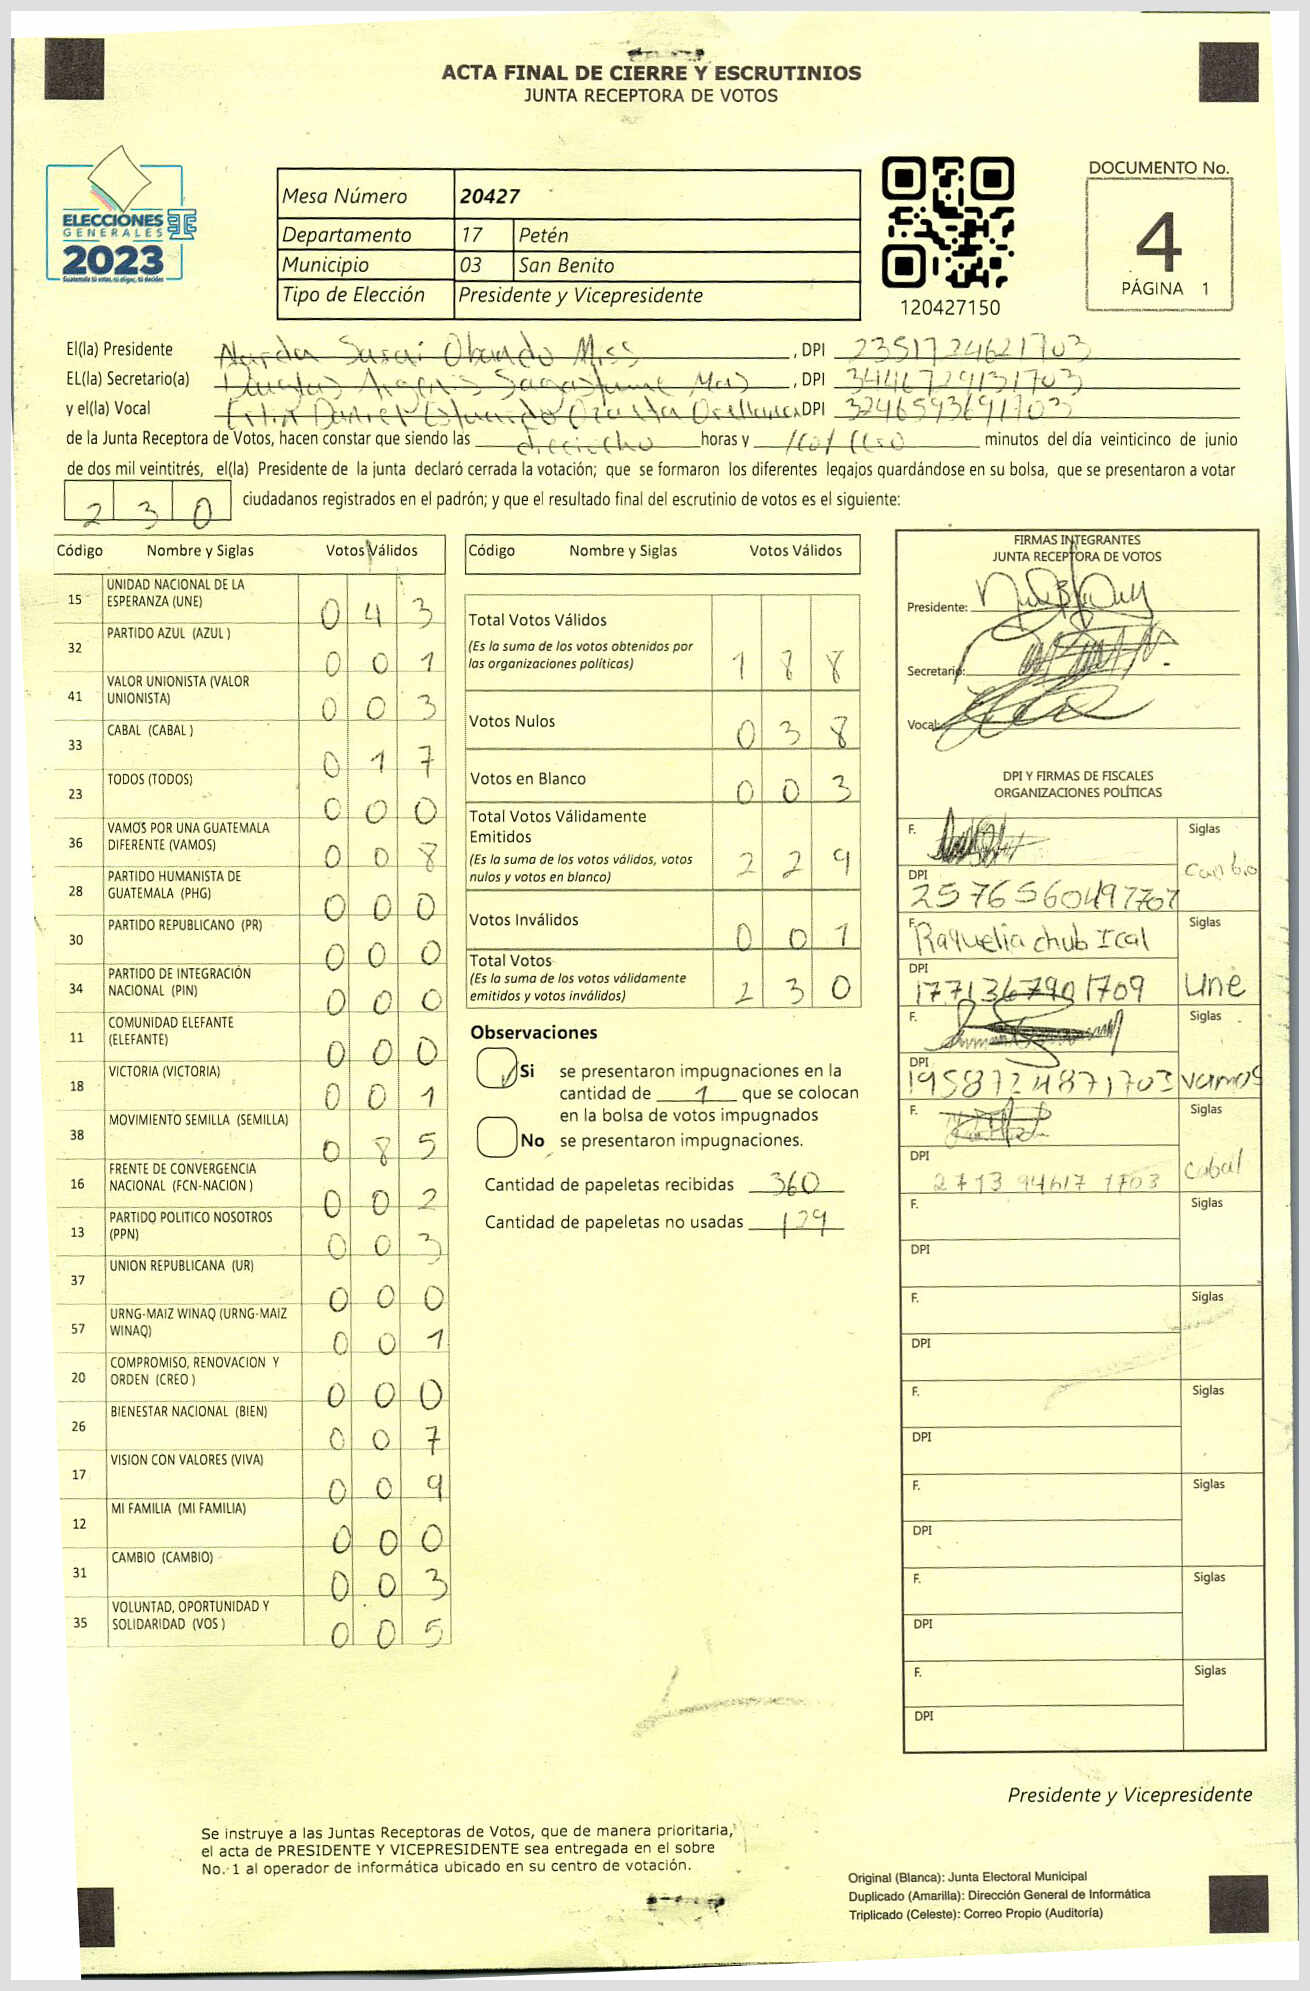 ACTA FINAL DE CIERRE Y ESCRUTINIOS
JUNTA RECEPTORA DE VOTOS
ELECCIONES
GENERALES
2023
Guatemala tú votas, tú eliges, tú decides
Mesa Número 20427
Departamento 17 Petén
Municipio 03 San Benito
Tipo de Elección Presidente y Vicepresidente
120427150
DOCUMENTO No.
4
PÁGINA 1
El(la) Presidente Sarai Obando , DPI 2351724621703
EL(la) Secretario(a) , DPI 3446729131703
y el(la) Vocal DPI 3246593691703
de la Junta Receptora de Votos, hacen constar que siendo las horas y minutos del día veinticinco de junio
de dos mil veintitrés, el(la) Presidente de la junta declaró cerrada la votación; que se formaron los diferentes legajos quardándose en su bolsa, que se presentaron a votar
230 ciudadanos registrados en el padrón; y que el resultado final del escrutinio de votos es el siguiente:
Código Nombre y Siglas Votos Válidos
15 UNIDAD NACIONAL DE LA ESPERANZA (UNE) 0 4 3
32 PARTIDO AZUL (AZUL ) 0 0 1
41 VALOR UNIONISTA (VALOR UNIONISTA) 0 0 3
33 CABAL (CABAL ) 0 1 7
23 TODOS (TODOS) 0 0 0
36 VAMOS POR UNA GUATEMALA DIFERENTE (VAMOS) 0 0 8
28 PARTIDO HUMANISTA DE GUATEMALA (PHG) 0 0 0
30 PARTIDO REPUBLICANO (PR) 0 0 0
34 PARTIDO DE INTEGRACIÓN NACIONAL (PIN) 0 0 0
11 COMUNIDAD ELEFANTE (ELEFANTE) 0 0 0
18 VICTORIA (VICTORIA) 0 0 1
38 MOVIMIENTO SEMILLA (SEMILLA) 0 8 5
16 FRENTE DE CONVERGENCIA NACIONAL (FCN-NACION ) 0 0 2
13 PARTIDO POLITICO NOSOTROS (PPN) 0 0 3
37 UNION REPUBLICANA (UR) 0 0 0
57 URNG-MAIZ WINAQ (URNG-MAIZ WINAQ) 0 0 1
20 COMPROMISO, RENOVACION Y ORDEN (CREO ) 0 0 0
26 BIENESTAR NACIONAL (BIEN) 0 0 7
17 VISION CON VALORES (VIVA) 0 0 9
12 MI FAMILIA (MI FAMILIA) 0 0 0
31 CAMBIO (CAMBIO) 0 0 3
35 VOLUNTAD, OPORTUNIDAD Y SOLIDARIDAD (VOS ) 0 0 5
Código Nombre y Siglas Votos Válidos
Total Votos Válidos 1 8 8
(Es la suma de los votos obtenidos por
las organizaciones políticas)
Votos Nulos 0 3 8
Votos en Blanco 0 0 3
Total Votos Válidamente
Emitidos 2 2 9
(Es la suma de los votos válidos, votos
nulos y votos en blanco)
Votos Inválidos 0 0 1
Total Votos 2 3 0
(Es la suma de los votos válidamente
emitidos y votos inválidos)
Observaciones
Si se presentaron impugnaciones en la
cantidad de 1 que se colocan
en la bolsa de votos impugnados
No se presentaron impugnaciones.
Cantidad de papeletas recibidas 360
Cantidad de papeletas no usadas 129
FIRMAS INTEGRANTES
JUNTA RECEPTORA DE VOTOS
Presidente:
Secretario:
Vocal:
DPI Y FIRMAS DE FISCALES
ORGANIZACIONES POLÍTICAS
F. Siglas
Cambio
DPI
2576560497707
F. Raquelia chub Ical Siglas
DPI
1771367901709 Une
F. Siglas
DPI
1958724871703 vamos
F. Siglas
DPI cabal
2713 94617 1703
F. Siglas
DPI
F. Siglas
DPI
F. Siglas
DPI
F. Siglas
DPI
F. Siglas
DPI
F. Siglas
DPI
Presidente y Vicepresidente
Se instruye a las Juntas Receptoras de Votos, que de manera prioritaria,
el acta de PRESIDENTE Y VICEPRESIDENTE sea entregada en el sobre
No. 1 al operador de informática ubicado en su centro de votación.
Original (Blanca): Junta Electoral Municipal
Duplicado (Amarilla): Dirección General de Informática
Triplicado (Celeste): Correo Propio (Auditoría)